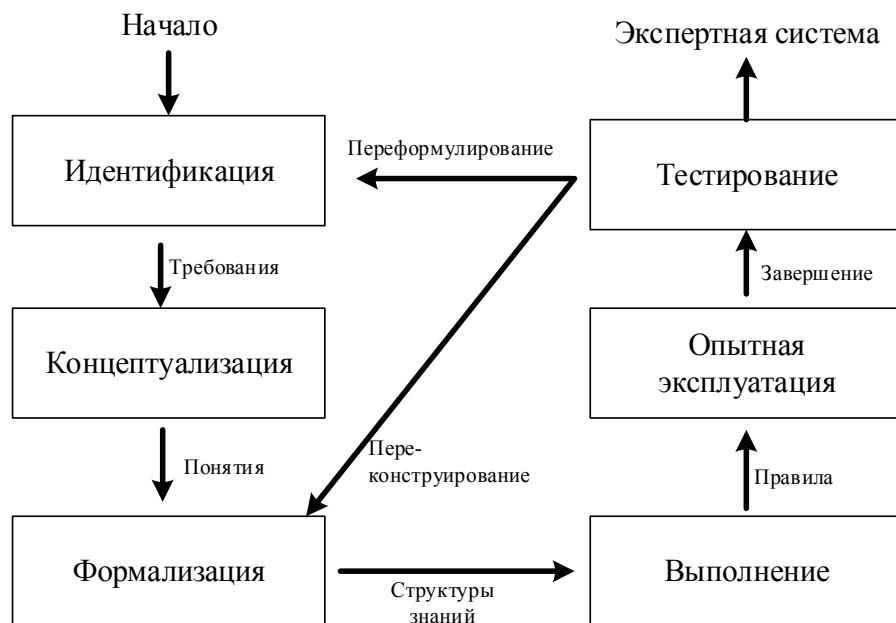 Начало
Экспертная система
Идентификация
Переформулирование
Тестирование
Требования
Завершение
Концептуализация
Опытная
эксплуатация
Понятия
Пере-
конструирование
Правила
Формализация
Структуры
знаний
Выполнение